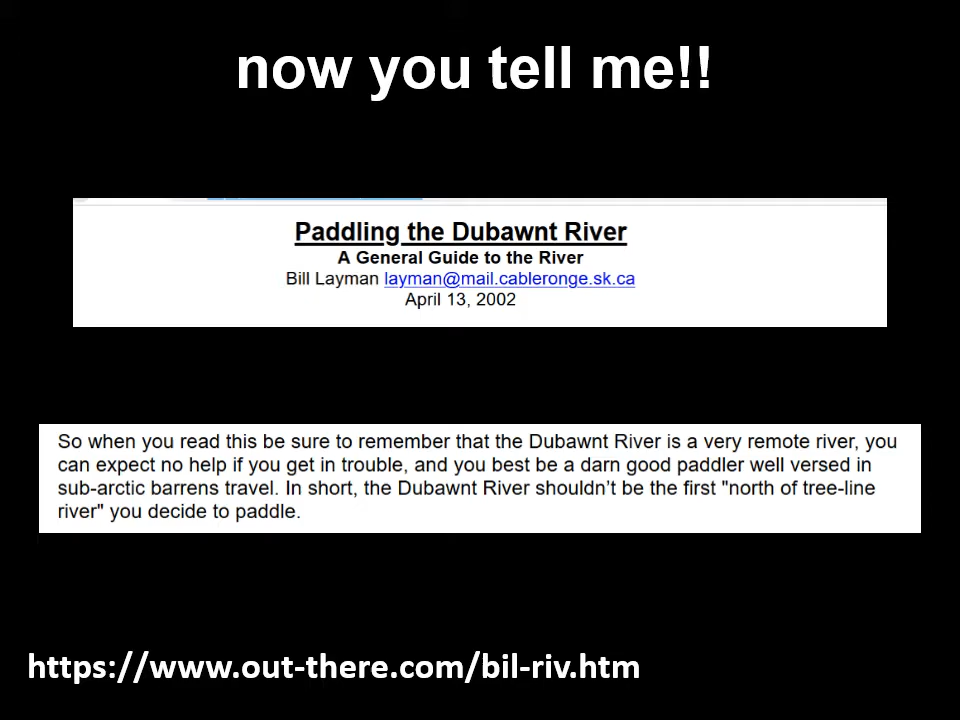 now you tell me!!
Paddling the Dubawnt River
A General Guide to the River
Bill Layman layman@mail.cableronge.sk.ca
April 13, 2002
So when you read this be sure to remember that the Dubawnt River is a very remote river, you
can expect no help if you get in trouble, and you best be a darn good paddler well versed in
sub-arctic barrens travel. In short, the Dubawnt River shouldn’t be the first "north of tree-line
river" you decide to paddle.
https://www.out-there.com/bil-riv.htm